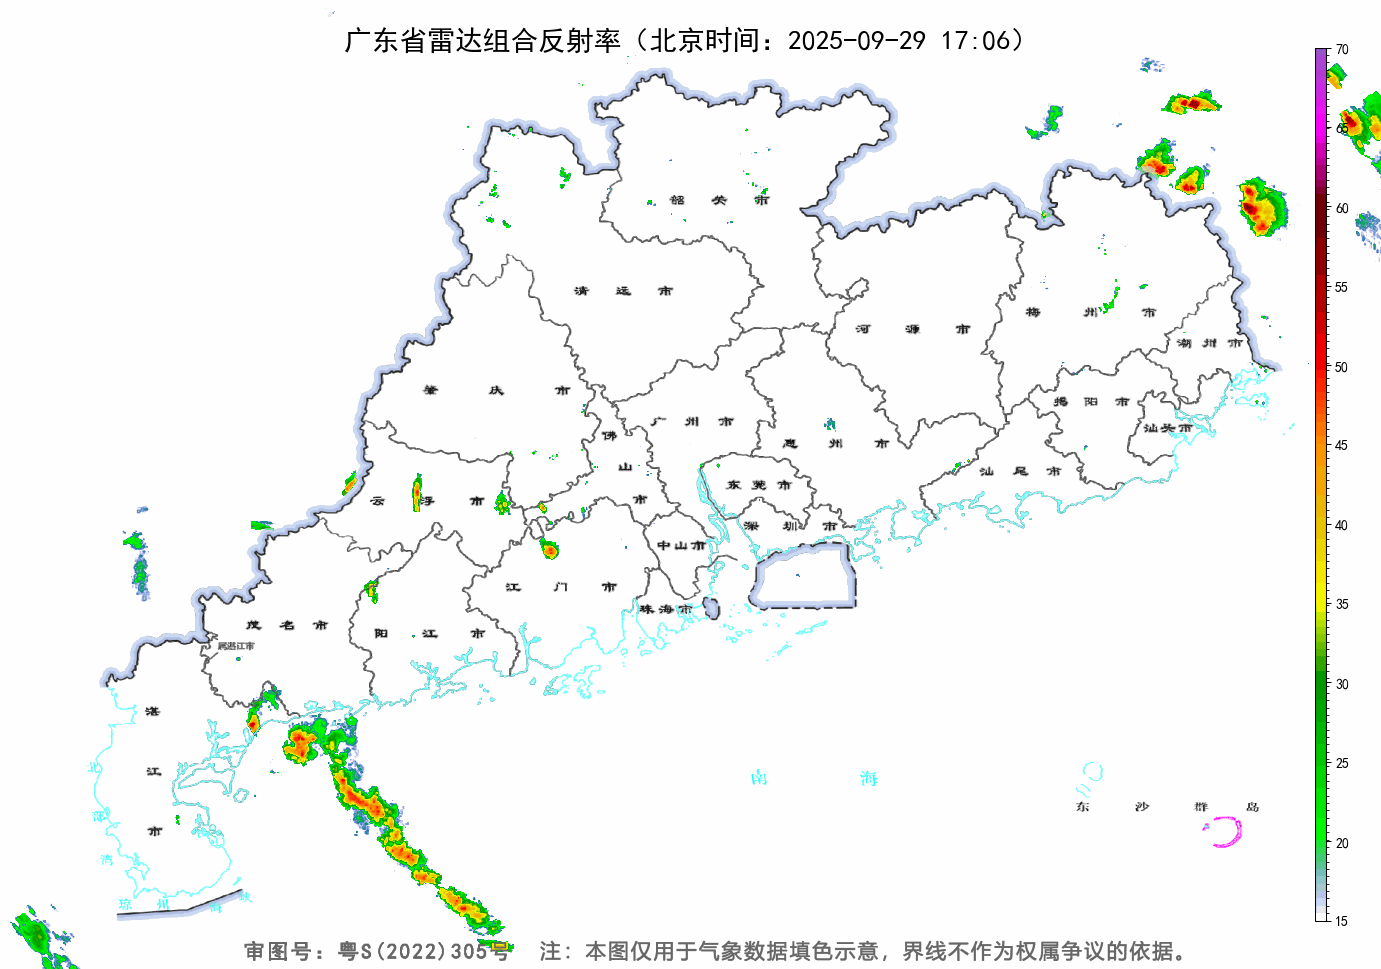 广东省雷达组合反射率（北京时间：2025-09-29 17:06）
70
65
60
55
50
45
40
35
30
25
20
15
韶关市
清远市
河源市
梅州市
潮州市
肇庆市
广州市
惠州市
揭阳市
汕头市
汕尾市
佛山市
东莞市
云浮市
深圳市
中山市
江门市
珠海市
茂名市
阳江市
属湛江市
湛江市
北部湾
琼州海峡
南海
东沙群岛
审图号：粤S(2022)305号 注：本图仅用于气象数据填色示意，界线不作为权属争议的依据。